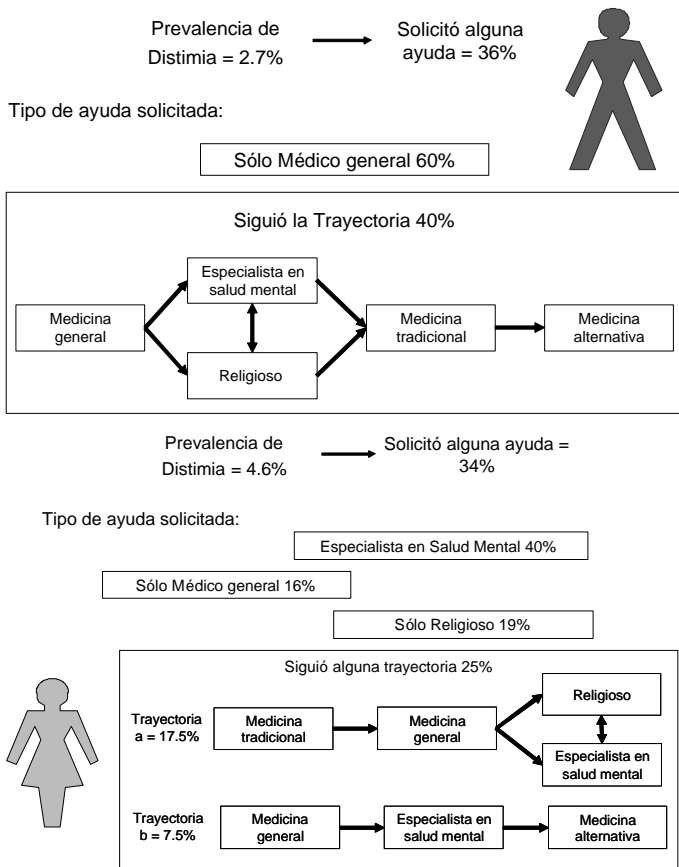 Prevalencia de
Distimia = 2.7%
Solicitó alguna
ayuda = 36%
Tipo de ayuda solicitada:
Sólo Médico general 60%
Siguió la Trayectoria 40%
Medicina
general
Especialista en
salud mental
Religioso
Medicina
tradicional
Medicina
alternativa
Prevalencia de
Distimia = 4.6%
Solicitó alguna ayuda =
34%
Tipo de ayuda solicitada:
Especialista en Salud Mental 40%
Sólo Médico general 16%
Sólo Religioso 19%
Siguió alguna trayectoria 25%
Trayectoria
a = 17.5%
Medicina
tradicional
Medicina
general
Religioso
Especialista en
salud mental
Trayectoria
b = 7.5%
Medicina
general
Especialista en
salud mental
Medicina
alternativa